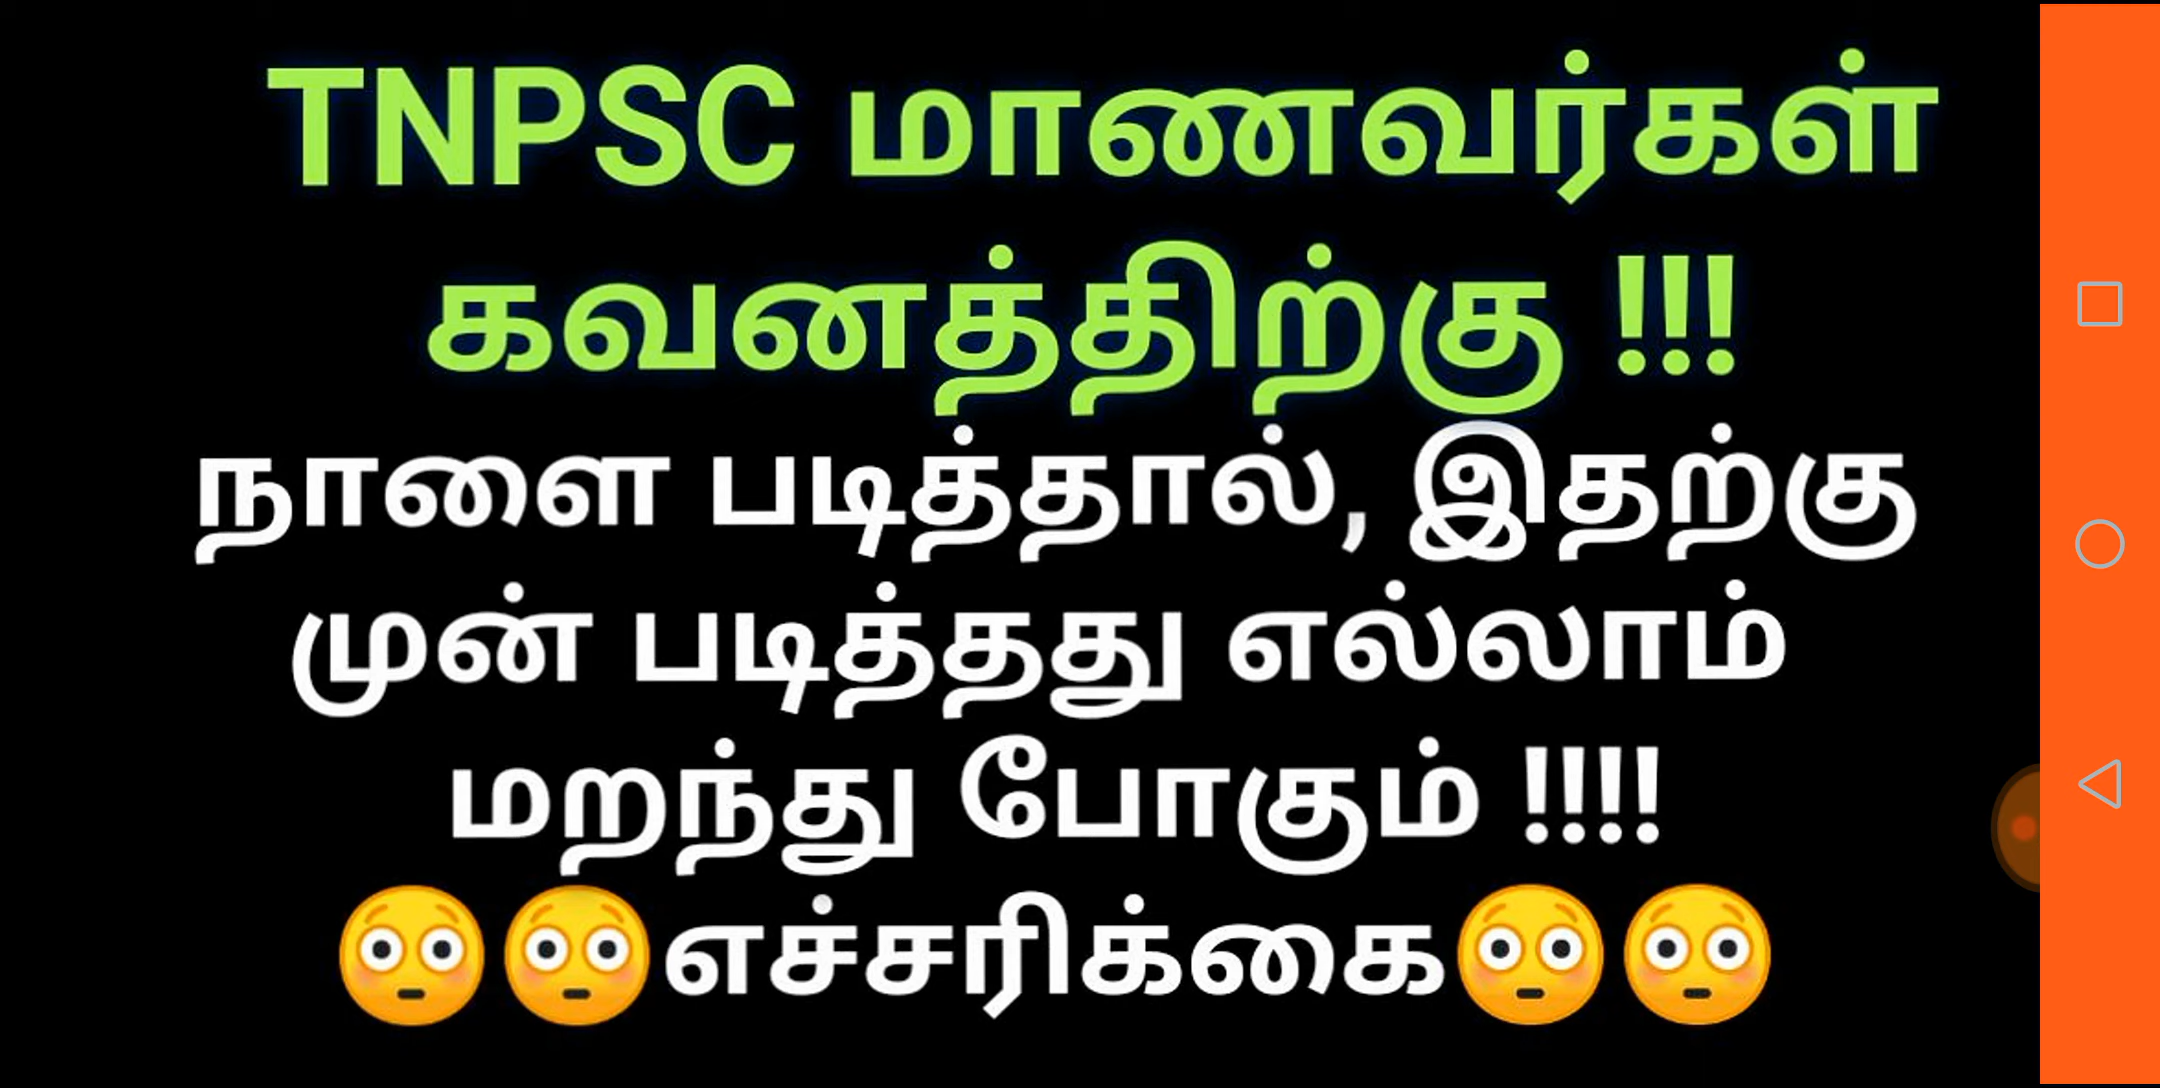 TNPSC மாணவர்கள்
கவனத்திற்கு !!!
நாளை படித்தால், இதற்கு
முன் படித்தது எல்லாம்
மறந்து போகும் !!!!
😳😳எச்சரிக்கை😳😳